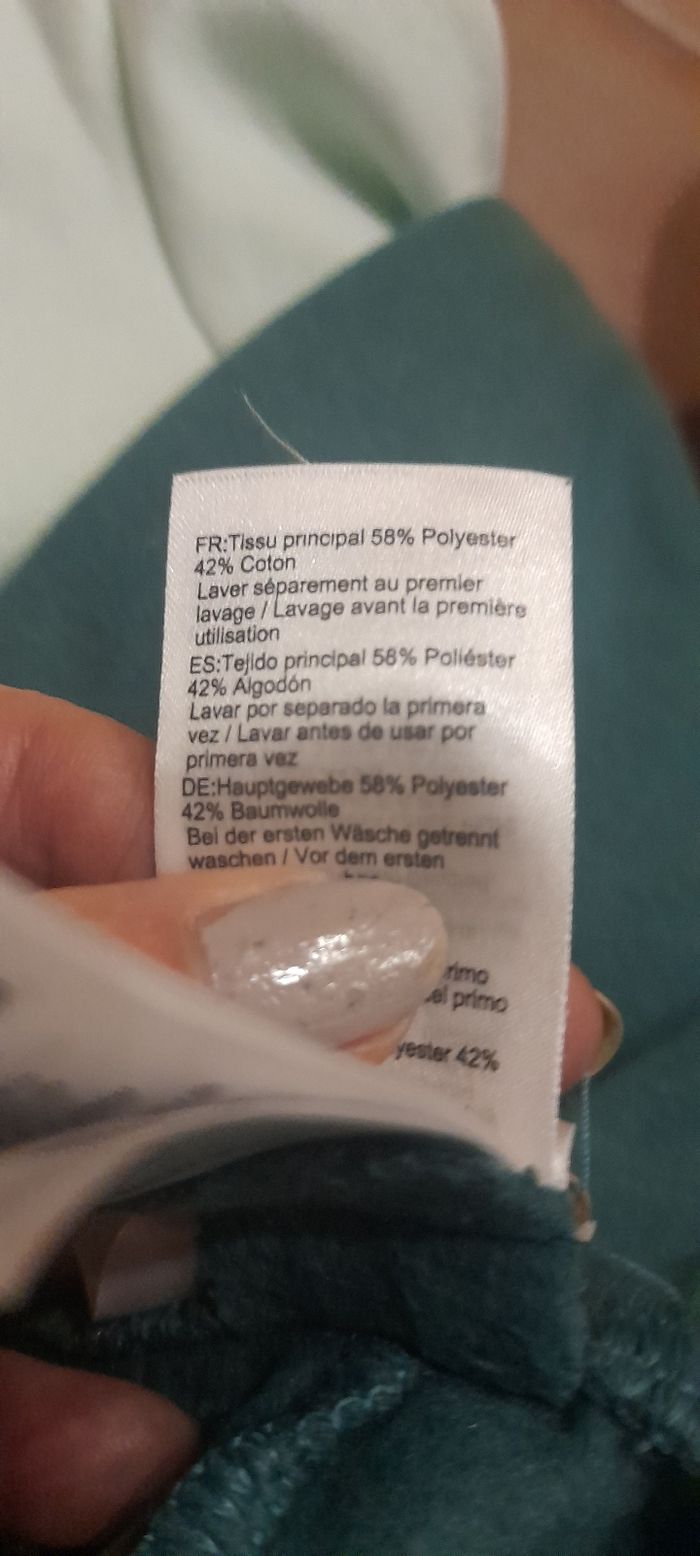 FR:Tissu principal 58% Polyester
42% Coton
Laver séparement au premier
lavage / Lavage avant la première
utilisation
ES:Tejido principal 58% Poliéster
42% Algodón
Lavar por separado la primera
vez / Lavar antes de usar por
primera vez
DE:Hauptgewebe 58% Polyester
42% Baumwolle
Bei der ersten Wäsche getrennt
waschen / Vor dem ersten
primo
42%